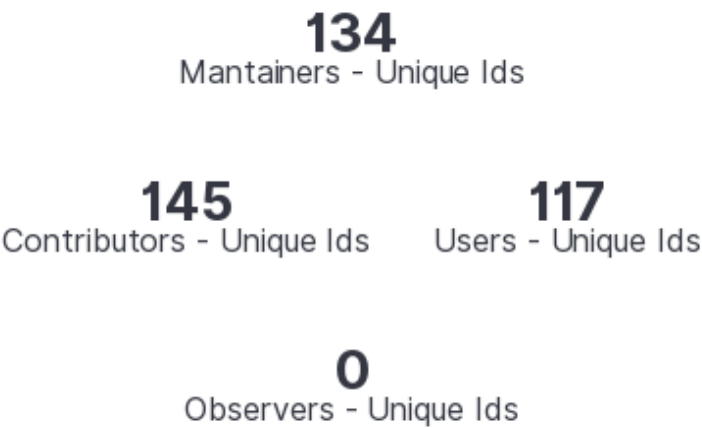 134
Mantainers - Unique Ids
145
Contributors - Unique Ids
117
Users - Unique Ids
0
Observers - Unique Ids